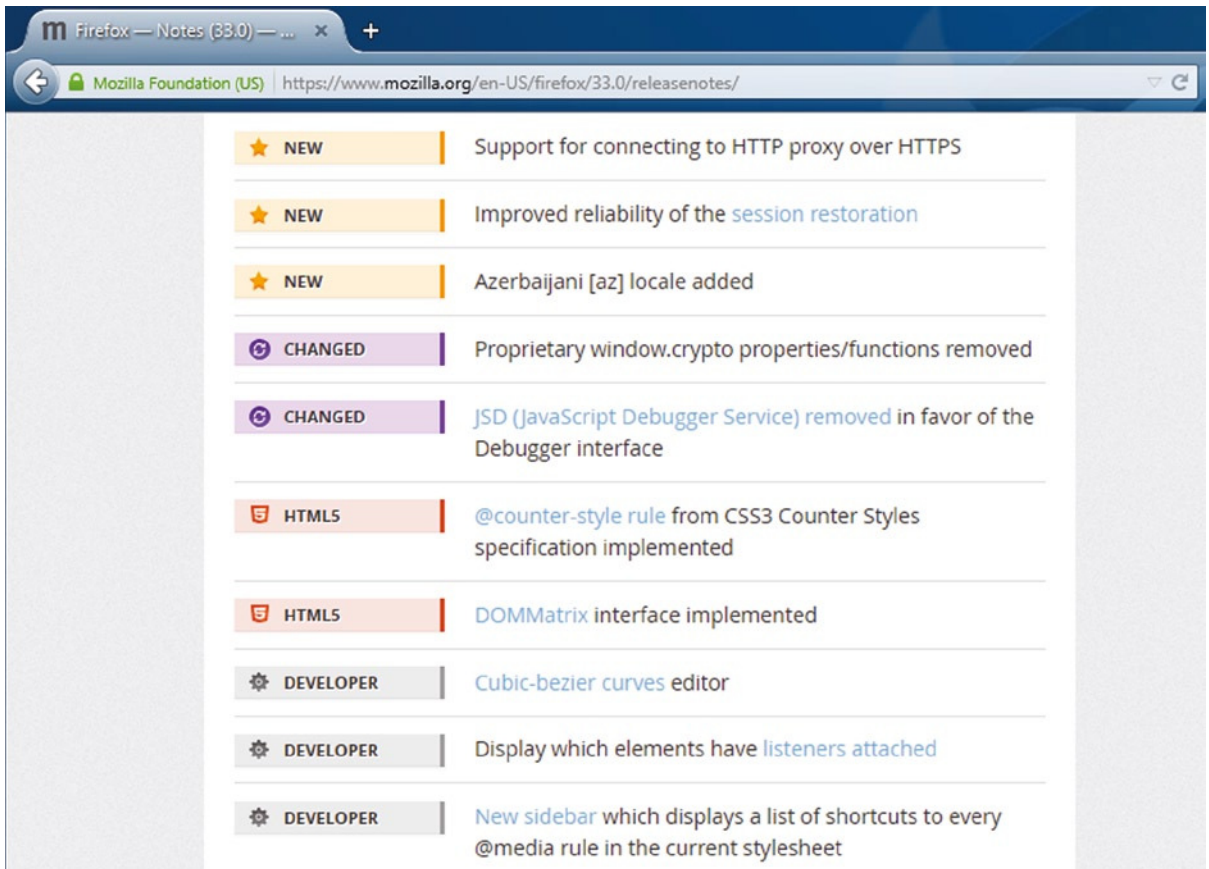 m Firefox — Notes (33.0) — ... × +
Mozilla Foundation (US) https://www.mozilla.org/en-US/firefox/33.0/releasenotes/
NEW Support for connecting to HTTP proxy over HTTPS
NEW Improved reliability of the session restoration
NEW Azerbaijani [az] locale added
CHANGED Proprietary window.crypto properties/functions removed
CHANGED JSD (JavaScript Debugger Service) removed in favor of the
Debugger interface
HTML5 @counter-style rule from CSS3 Counter Styles
specification implemented
HTML5 DOMMatrix interface implemented
DEVELOPER Cubic-bezier curves editor
DEVELOPER Display which elements have listeners attached
DEVELOPER New sidebar which displays a list of shortcuts to every
@media rule in the current stylesheet